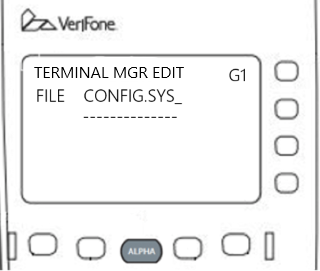 VeriFone
TERMINAL MGR EDIT G1
FILE CONFIG.SYS_
--------------
ALPHA